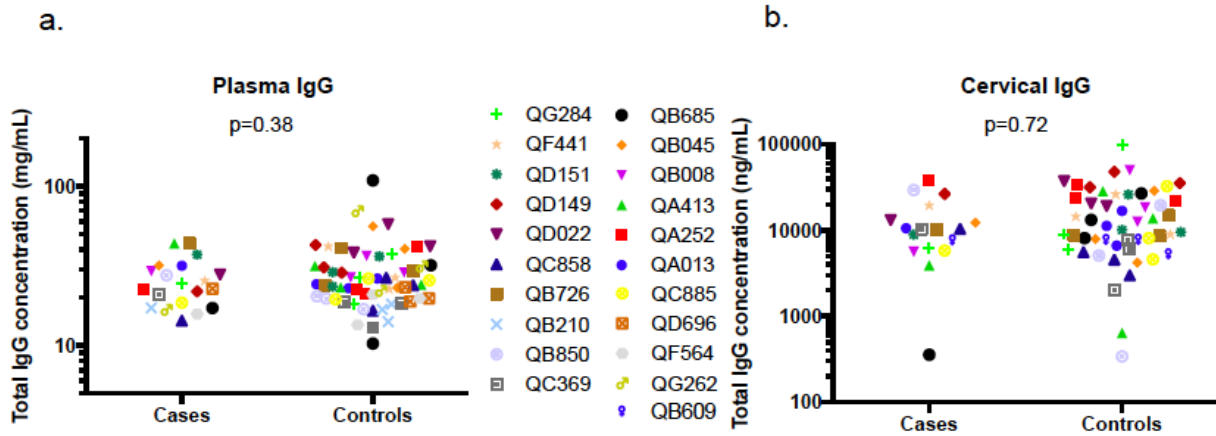 a.
Plasma IgG
p=0.38
Total IgG concentration (mg/mL)
100
10
Cases
Controls
QG284
QF441
QD151
QD149
QD022
QC858
QB726
QB210
QB850
QC369
QB685
QB045
QB008
QA413
QA252
QA013
QC885
QD696
QF564
QG262
QB609
b.
Cervical IgG
p=0.72
Total IgG concentration (ng/mL)
100000
10000
1000
100
Cases
Controls